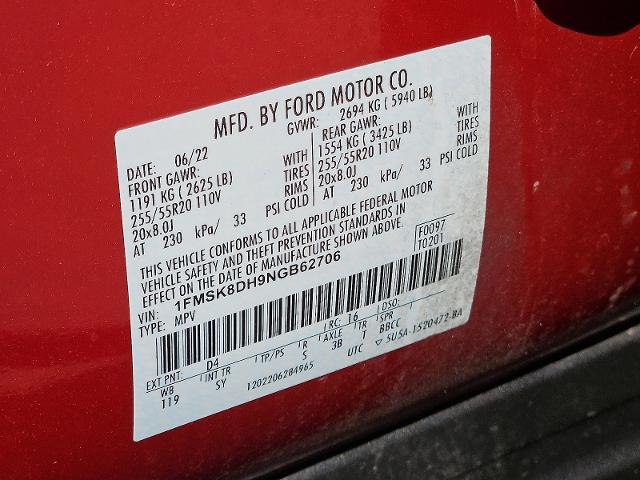 MFD. BY FORD MOTOR CO.
DATE: 06/22 GVWR: 2694 KG ( 5940 LB)
FRONT GAWR: REAR GAWR:
1191 KG ( 2625 LB) WITH 1554 KG ( 3425 LB) WITH
255/55R20 110V TIRES 255/55R20 110V TIRES
20x8.0J RIMS 20x8.0J RIMS
AT 230 kPa/ 33 PSI COLD AT 230 kPa/ 33 PSI COLD
THIS VEHICLE CONFORMS TO ALL APPLICABLE FEDERAL MOTOR
VEHICLE SAFETY AND THEFT PREVENTION STANDARDS IN
EFFECT ON THE DATE OF MANUFACTURE SHOWN ABOVE.
F0097
T0201
VIN: 1FMSK8DH9NGB62706
TYPE: MPV
EXT PNT: D4 RC: 16 DSO:
WB INT TR TP/PS R AXLE TR SPR
119 SY S 3B T BBCC
1202206284965 UTC ▽ 5U5A-1520472-BA